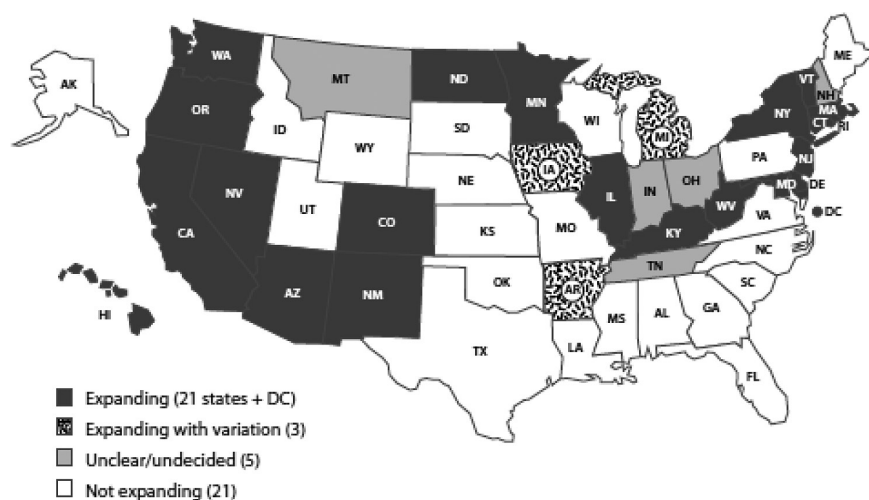 ME
WA
VT
AK
MT
ND
NH
MN
OR
NY
MA
ID
SD
WI
MI
CT
RI
WY
PA
IA
NJ
NE
OH
NV
IN
MD
DE
IL
UT
CO
WV
VA
DC
CA
KS
MO
KY
NC
TN
OK
AZ
NM
AR
SC
HI
MS
AL
GA
TX
LA
FL
Expanding (21 states + DC)
Expanding with variation (3)
Unclear/undecided (5)
Not expanding (21)